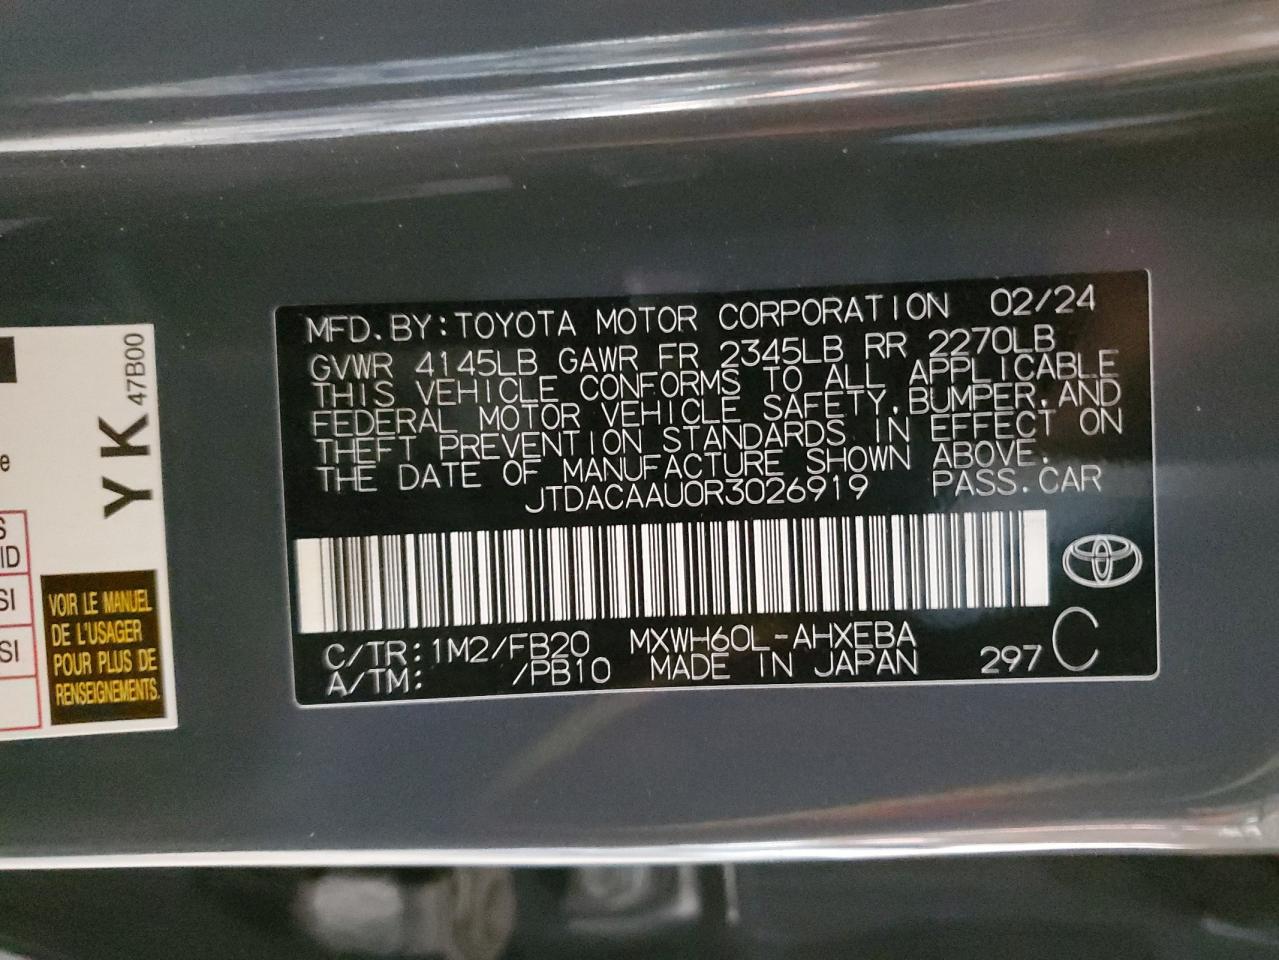 MFD.BY:TOYOTA MOTOR CORPORATION 02/24
GVWR 4145LB GAWR FR 2345LB RR 2270LB
THIS VEHICLE CONFORMS TO ALL APPLICABLE
FEDERAL MOTOR VEHICLE SAFETY,BUMPER,AND
THEFT PREVENTION STANDARDS IN EFFECT ON
THE DATE OF MANUFACTURE SHOWN ABOVE.
JTDACAAU0R3026919 PASS.CAR
C/TR:1M2/FB20 MXWH60L-AHXEBA
A/TM: /PB10 MADE IN JAPAN 297 C
YK 47B00
e
S
ID
SI
SI
VOIR LE MANUEL
DE L'USAGER
POUR PLUS DE
RENSEIGNEMENTS.